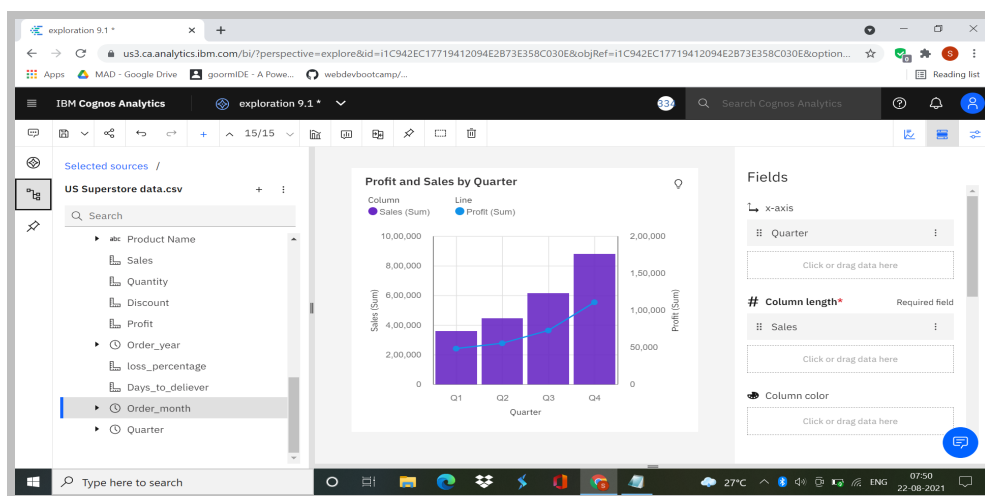 exploration 9.1 *
us3.ca.analytics.ibm.com/bi/?perspective=explore&id=i1C942EC17719412094E2B73E358C030E&objRef=i1C942EC17719412094E2B73E358C030E&option...
S
Apps MAD - Google Drive goormIDE - A Powe... webdevbootcamp/... Reading list
IBM Cognos Analytics exploration 9.1 * 334 Search Cognos Analytics
15/15
Selected sources /
US Superstore data.csv
Search
abc Product Name
Sales
Quantity
Discount
Profit
Order_year
loss_percentage
Days_to_deliever
Order_month
Quarter
Profit and Sales by Quarter
Column Line
Sales (Sum) Profit (Sum)
10,00,000
8,00,000
6,00,000
4,00,000
2,00,000
0
Sales (Sum)
2,00,000
1,50,000
1,00,000
50,000
0
Profit (Sum)
Q1 Q2 Q3 Q4
Quarter
Fields
x-axis
Quarter
Click or drag data here
# Column length* Required field
Sales
Click or drag data here
Column color
Click or drag data here
Type here to search
27°C ENG 07:50
22-08-2021